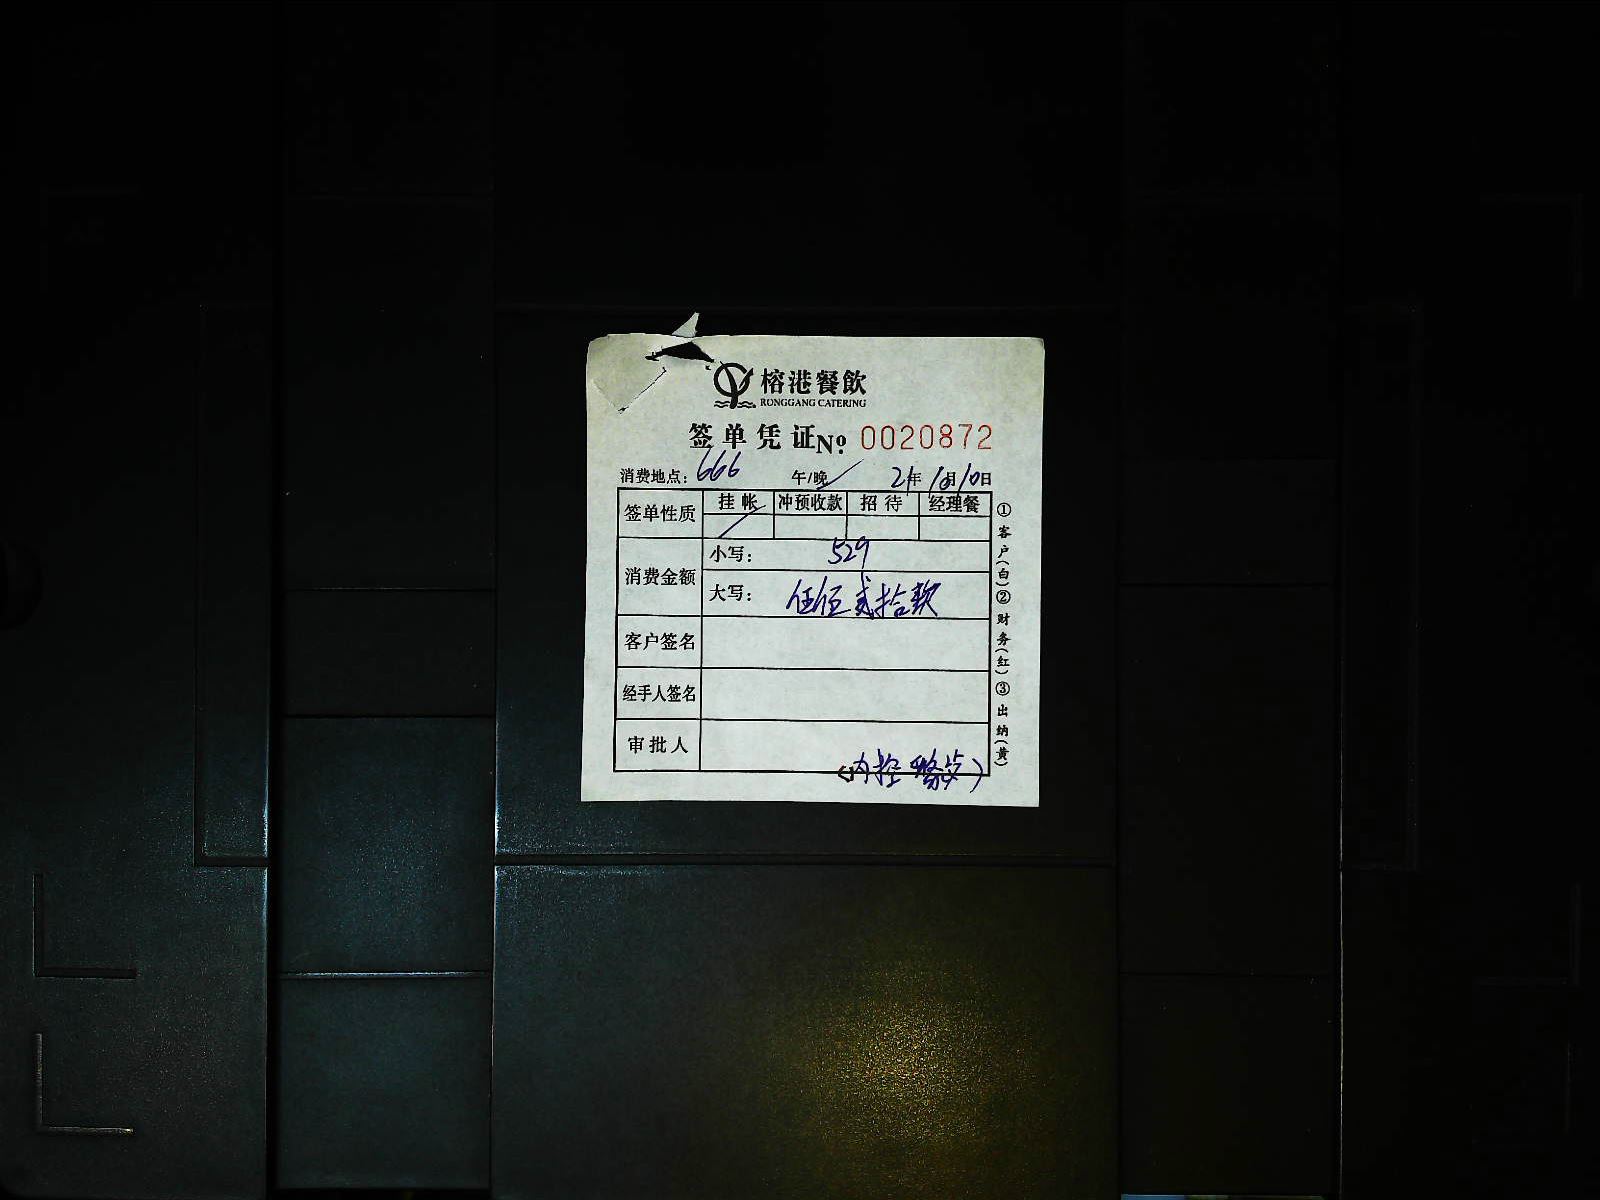 榕港餐飲
RONGGANG CATERING
签单凭证 No: 0020872
消费地点: 666 午/晚 21年10月10日
签单性质 挂帐 冲预收款 招待 经理餐
消费金额 小写: 529
大写: 伍佰贰拾玖
客户签名
经手人签名
审批人
(内控
①客户(白)②财务(红)③出纳(黄)